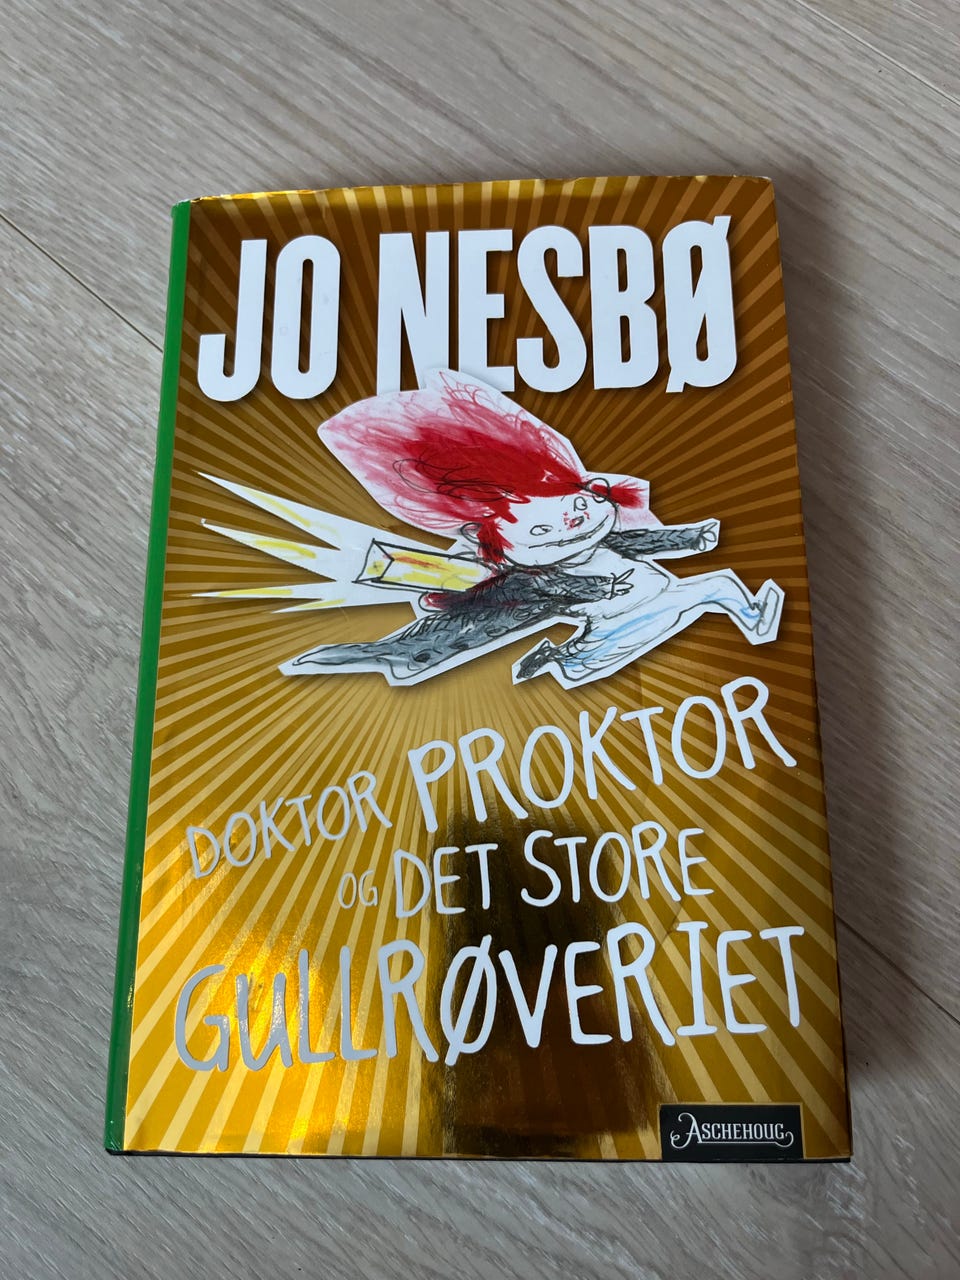 JO NESBØ
DOKTOR PROKTOR
OG DET STORE
GULLRØVERIET
ASCHEHOUG